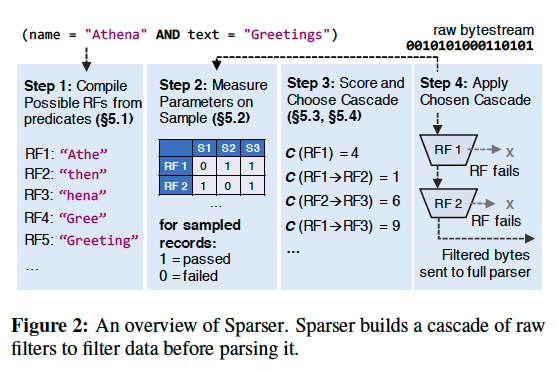 (name = "Athena" AND text = "Greetings")
raw bytestream
0010101000110101
Step 1: Compile
Possible RFs from
predicates (§5.1)
RF1: “Athe”
RF2: “then”
RF3: “hena”
RF4: “Gree”
RF5: “Greeting”
...
Step 2: Measure
Parameters on
Sample (§5.2)
S1 S2 S3
RF 1 0 1 1
RF 2 1 0 1
...
for sampled
records:
1 = passed
0 = failed
Step 3: Score and
Choose Cascade
(§5.3, §5.4)
C (RF1) = 4
C (RF1→RF2) = 1
C (RF2→RF3) = 6
C (RF1→RF3) = 9
...
Step 4: Apply
Chosen Cascade
RF 1
X
RF fails
RF 2
X
RF fails
Filtered bytes
sent to full parser
Figure 2: An overview of Sparser. Sparser builds a cascade of raw
filters to filter data before parsing it.